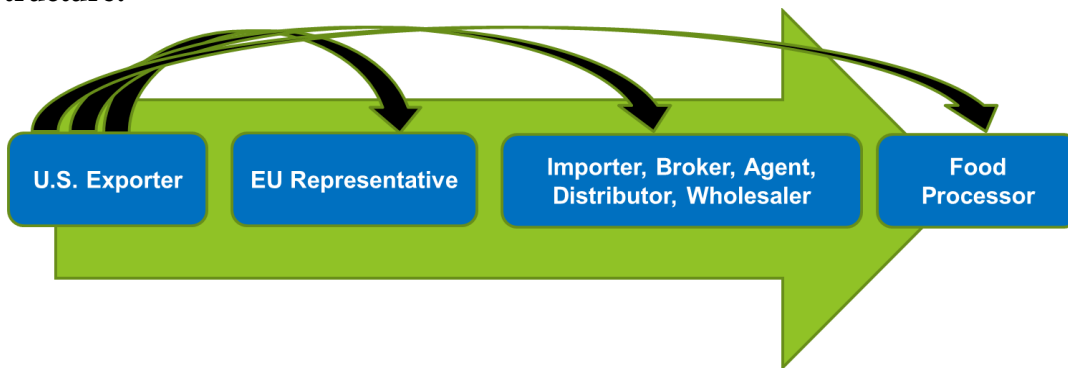 U.S. Exporter
EU Representative
Importer, Broker, Agent,
Distributor, Wholesaler
Food
Processor